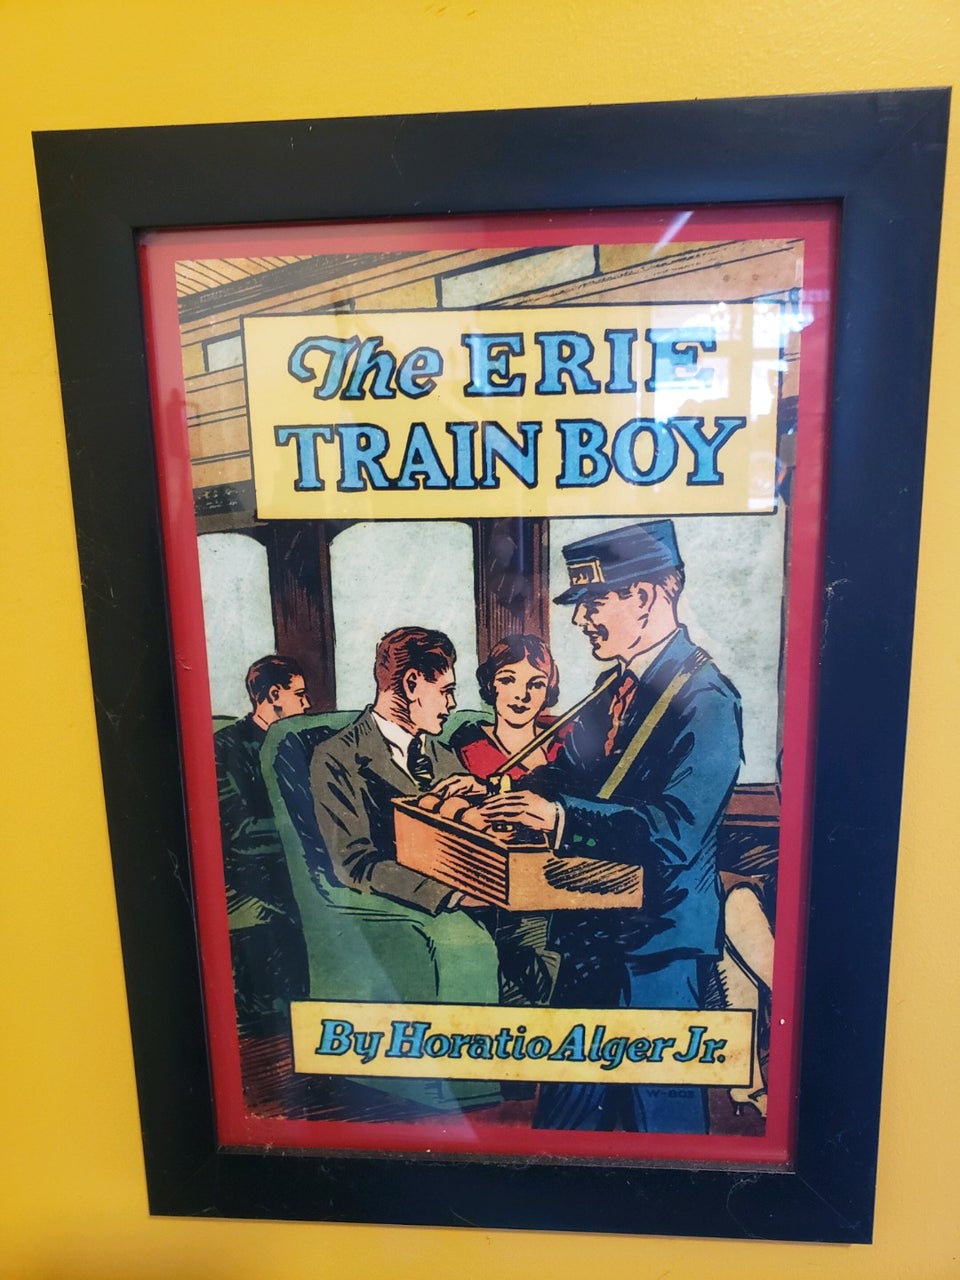 The ERIE
TRAIN BOY
By Horatio Alger Jr.